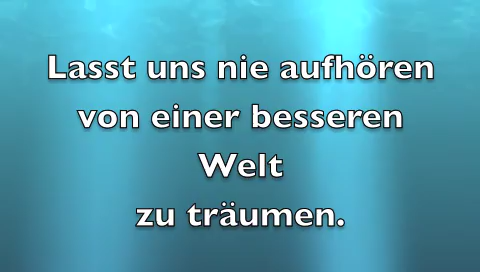 Lasst uns nie aufhören
von einer besseren
Welt
zu träumen.